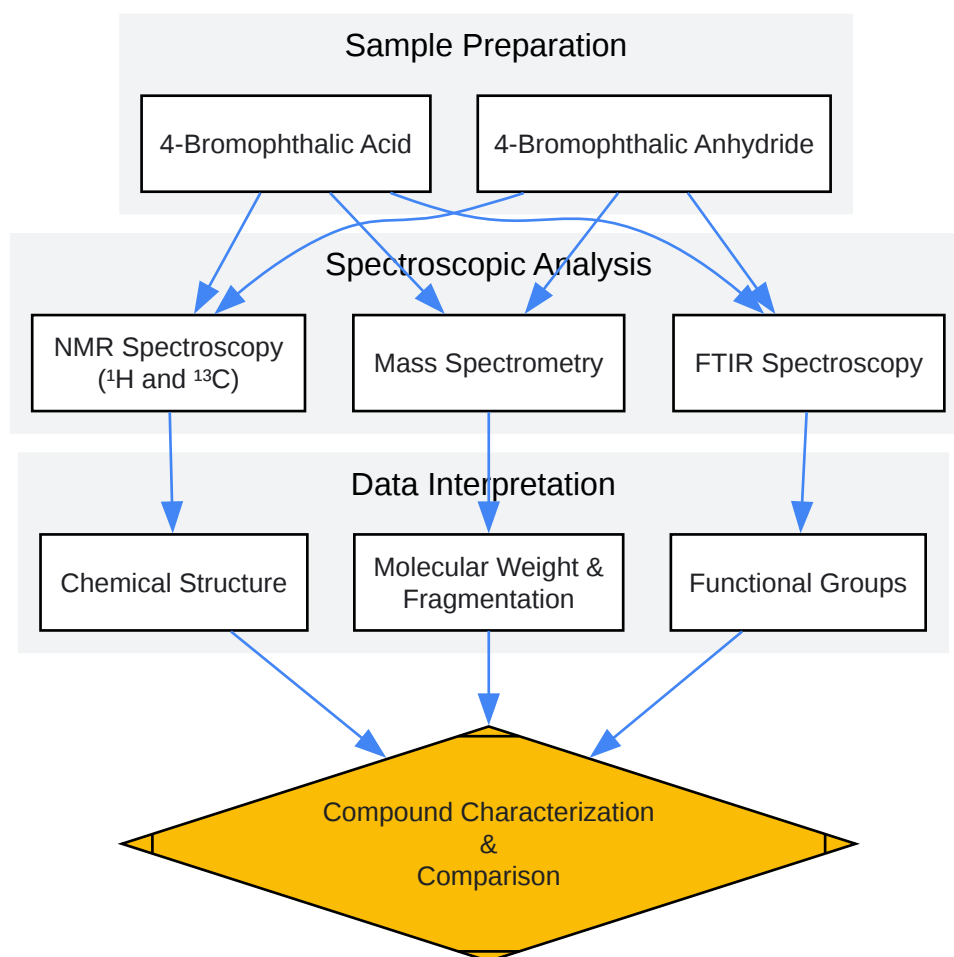 Sample Preparation
4-Bromophthalic Acid
4-Bromophthalic Anhydride
Spectroscopic Analysis
NMR Spectroscopy
(¹H and ¹³C)
Mass Spectrometry
FTIR Spectroscopy
Data Interpretation
Chemical Structure
Molecular Weight &
Fragmentation
Functional Groups
Compound Characterization
&
Comparison